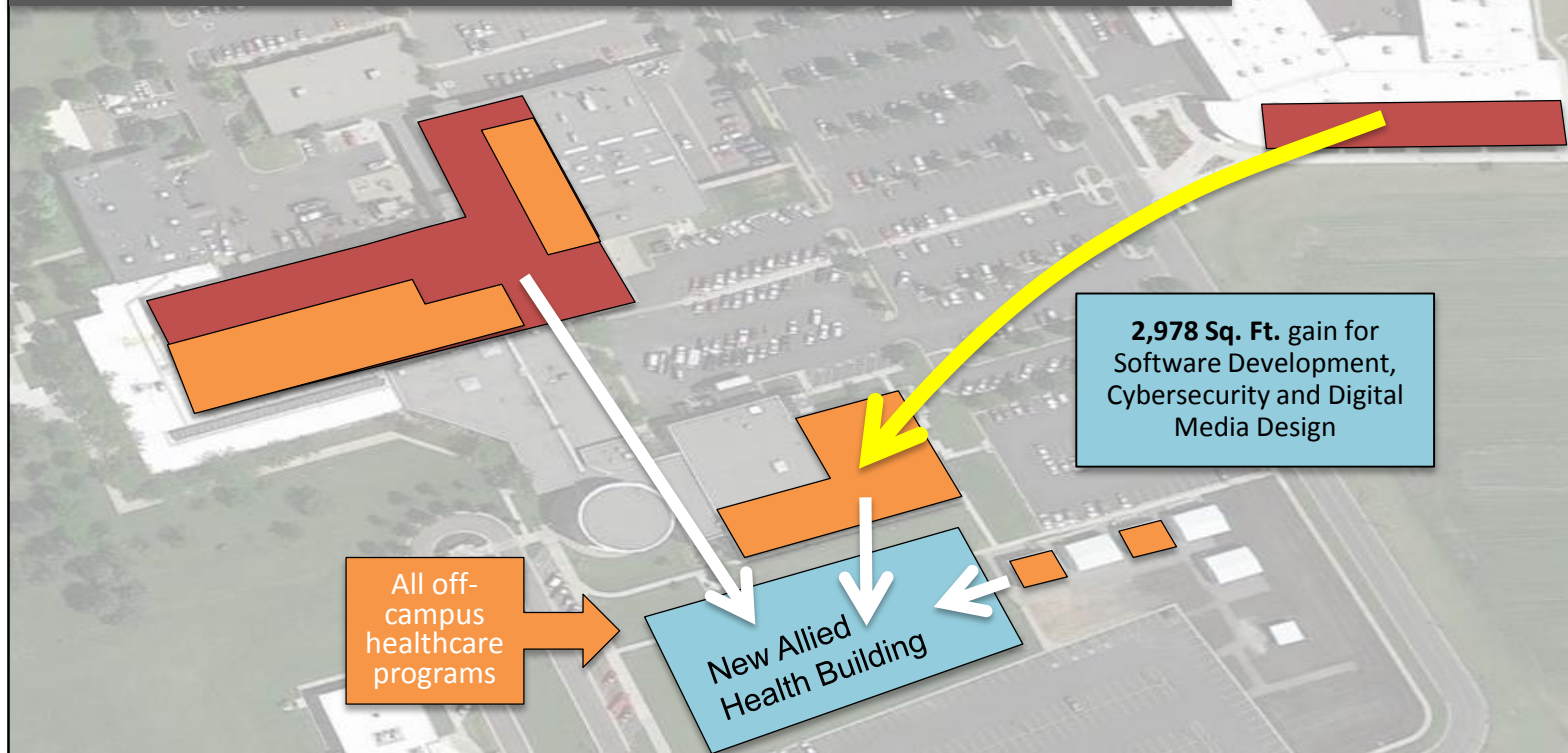 2,978 Sq. Ft. gain for
Software Development,
Cybersecurity and Digital
Media Design
All off-
campus
healthcare
programs
New Allied
Health Building